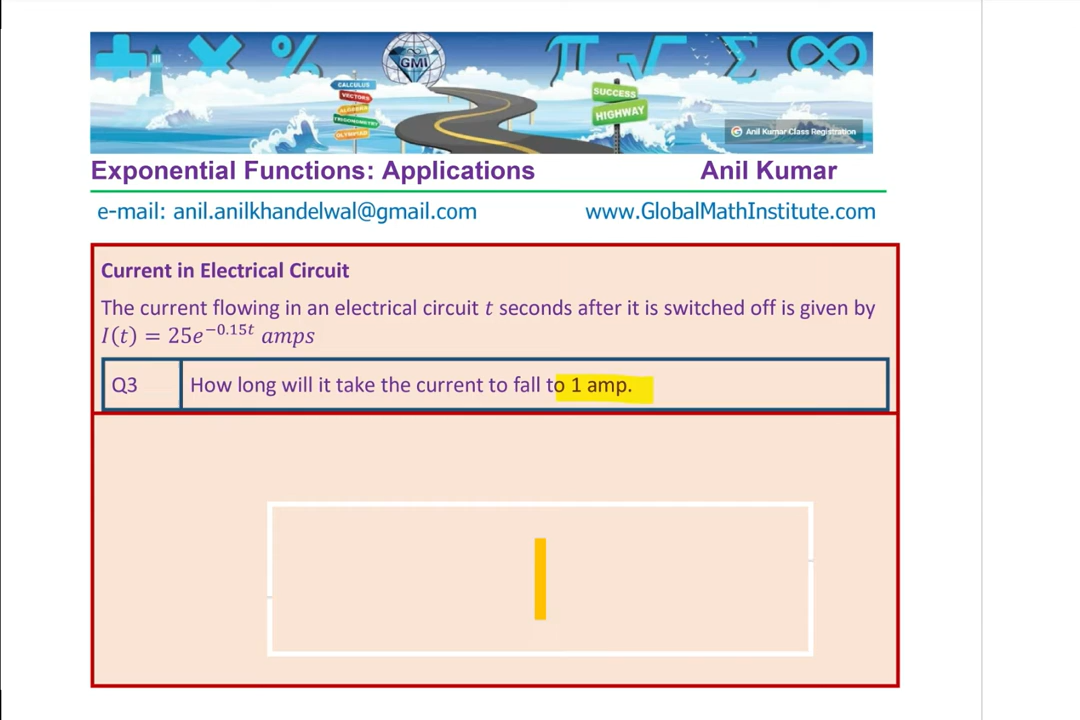 GMI
CALCULUS
VECTORS
ALGEBRA
TRIGONOMETRY
OLYMPIAD
SUCCESS
HIGHWAY
Anil Kumar Class Registration
Exponential Functions: Applications Anil Kumar
e-mail: anil.anilkhandelwal@gmail.com www.GlobalMathInstitute.com
Current in Electrical Circuit
The current flowing in an electrical circuit t seconds after it is switched off is given by
I(t) = 25e^{−0.15t} amps
Q3 How long will it take the current to fall to 1 amp.